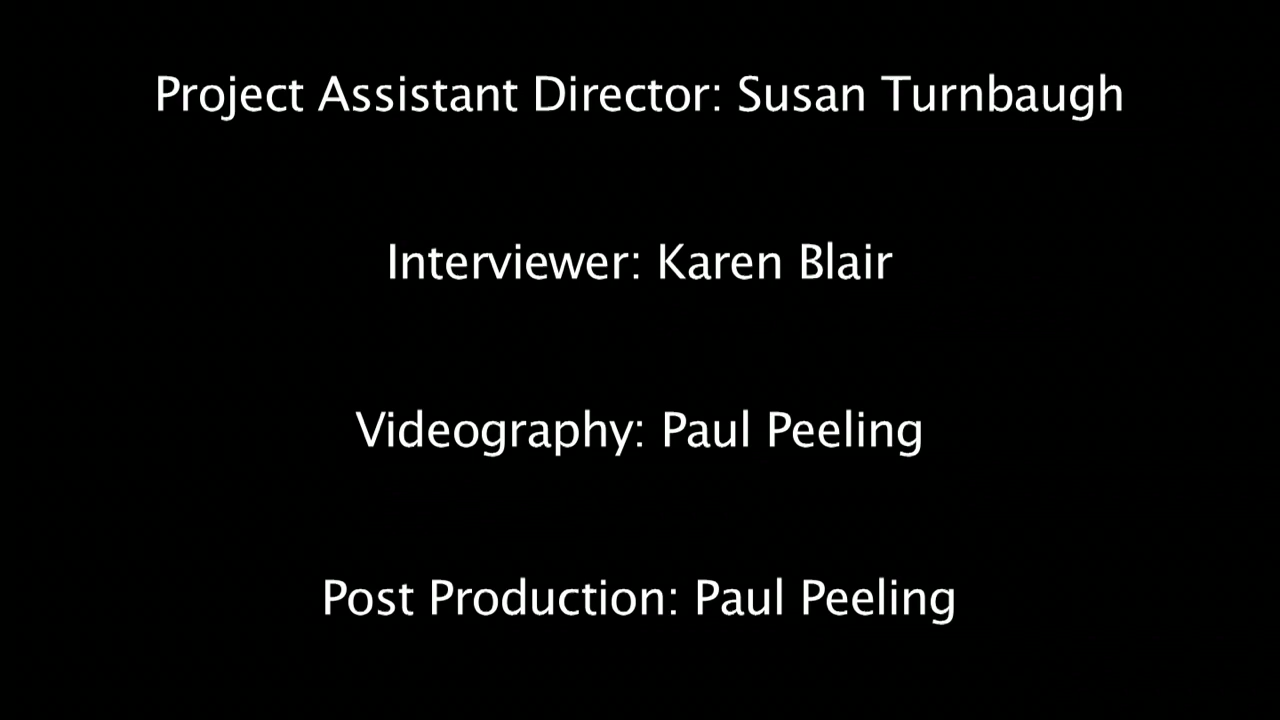 Project Assistant Director: Susan Turnbaugh
Interviewer: Karen Blair
Videography: Paul Peeling
Post Production: Paul Peeling